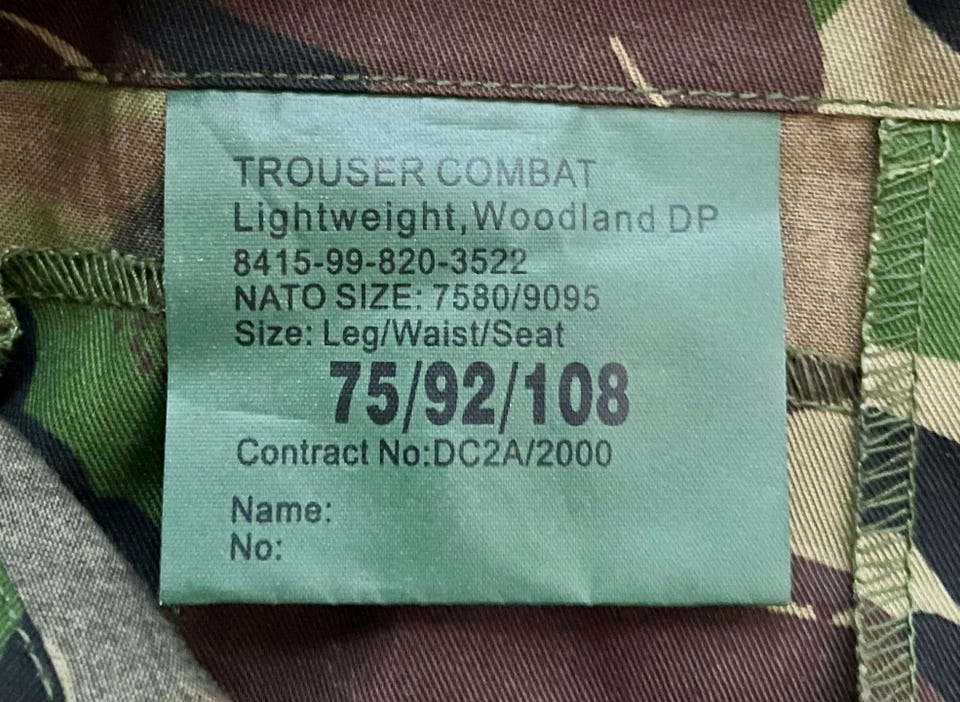 TROUSER COMBAT
Lightweight,Woodland DP
8415-99-820-3522
NATO SIZE: 7580/9095
Size: Leg/Waist/Seat
75/92/108
Contract No:DC2A/2000
Name:
No: